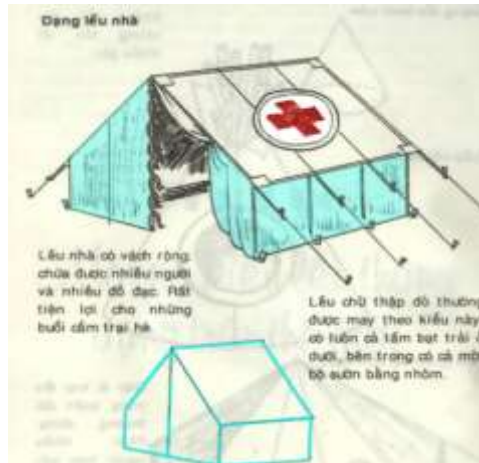 Dạng lều nhà
Lều nhà có vách rộng,
chứa được nhiều người
và nhiều đồ đạc. Rất
tiện lợi cho những
buổi cắm trại hè.
Lều chữ thập đỏ thường
được may theo kiểu này
có luôn cả tấm bạt trải
dưới, bên trong có cả
bộ sườn bằng nhôm.